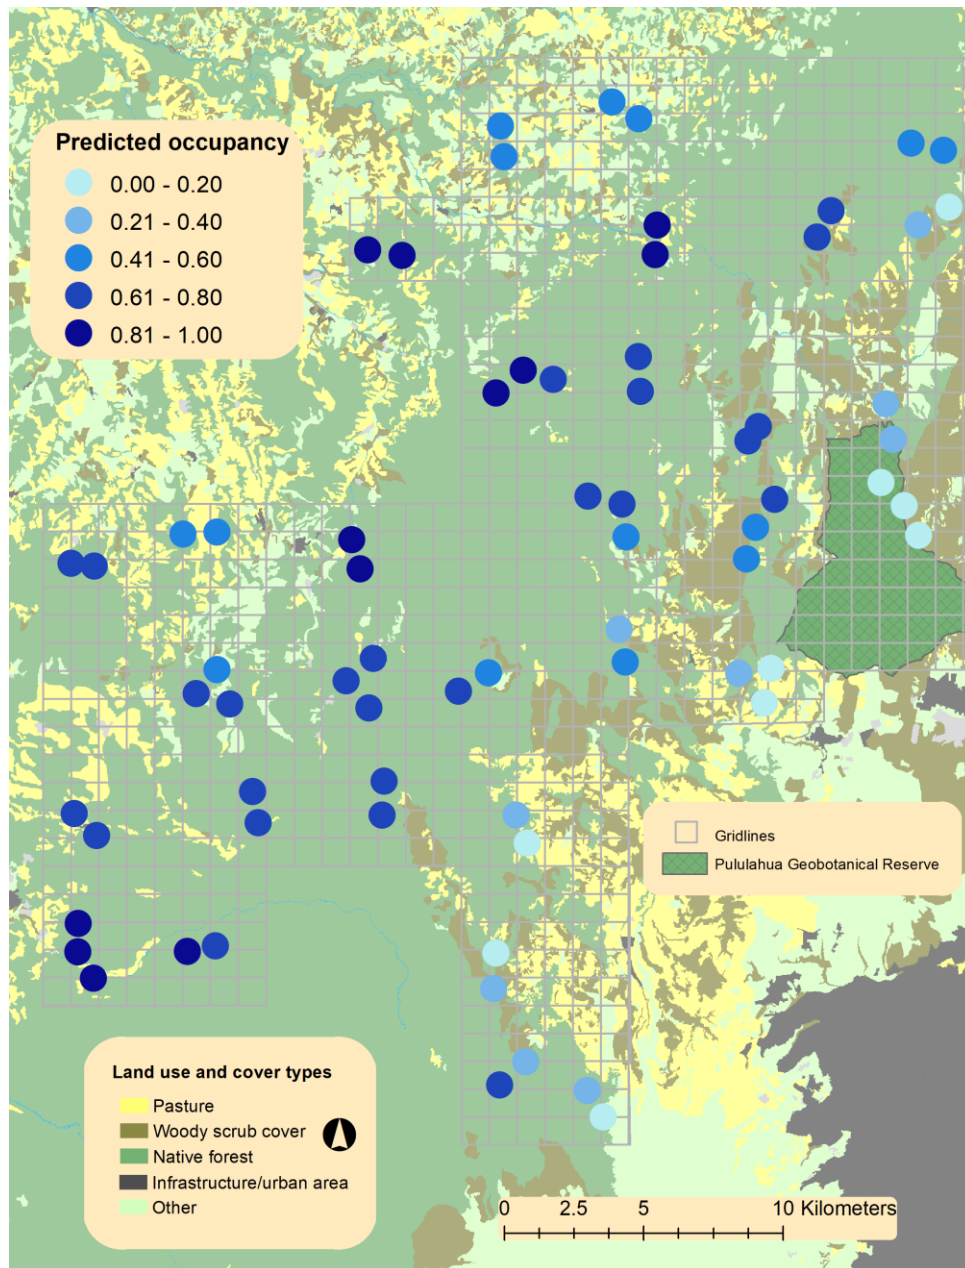 Predicted occupancy
0.00 - 0.20
0.21 - 0.40
0.41 - 0.60
0.61 - 0.80
0.81 - 1.00
Gridlines
Pululahua Geobotanical Reserve
Land use and cover types
Pasture
Woody scrub cover
Native forest
Infrastructure/urban area
Other
0 2.5 5 10 Kilometers